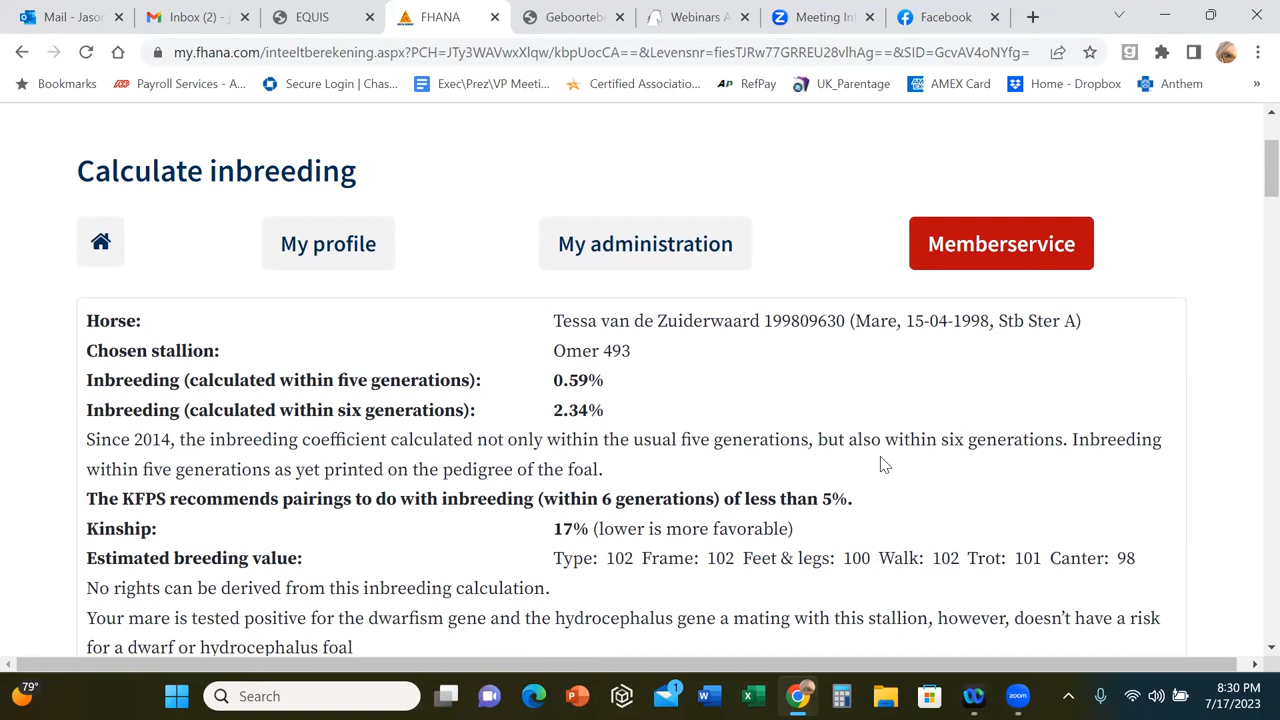 Mail - Jason
Inbox (2) - j
EQUIS
FHANA
Geboortebe
Webinars A
Meeting
Facebook
my.fhana.com/inteeltberekening.aspx?PCH=JTy3WAVwxXlqw/kbpUocCA==&Levensnr=fiesTJRw77GRREU28vlhAg==&SID=GcvAV4oNYfg=
Bookmarks
Payroll Services - A...
Secure Login | Chas...
Exec\Prez\VP Meeti...
Certified Associatio...
RefPay
UK_Parentage
AMEX Card
Home - Dropbox
Anthem
»
Calculate inbreeding
My profile
My administration
Memberservice
Horse: Tessa van de Zuiderwaard 199809630 (Mare, 15-04-1998, Stb Ster A)
Chosen stallion: Omer 493
Inbreeding (calculated within five generations): 0.59%
Inbreeding (calculated within six generations): 2.34%
Since 2014, the inbreeding coefficient calculated not only within the usual five generations, but also within six generations. Inbreeding
within five generations as yet printed on the pedigree of the foal.
The KFPS recommends pairings to do with inbreeding (within 6 generations) of less than 5%.
Kinship: 17% (lower is more favorable)
Estimated breeding value: Type: 102 Frame: 102 Feet & legs: 100 Walk: 102 Trot: 101 Canter: 98
No rights can be derived from this inbreeding calculation.
Your mare is tested positive for the dwarfism gene and the hydrocephalus gene a mating with this stallion, however, doesn't have a risk
for a dwarf or hydrocephalus foal
79°
Search
1
zoom
8:30 PM
7/17/2023